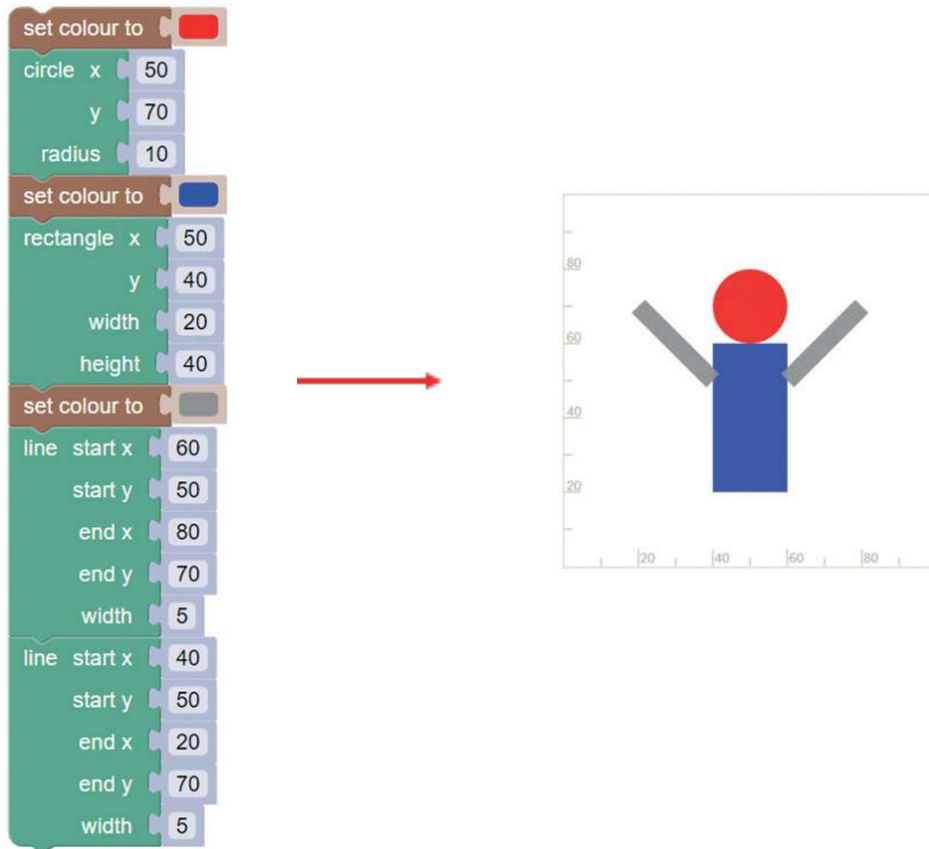 set colour to
circle x 50
y 70
radius 10
set colour to
rectangle x 50
y 40
width 20
height 40
set colour to
line start x 60
start y 50
end x 80
end y 70
width 5
line start x 40
start y 50
end x 20
end y 70
width 5
80
60
40
20
20 40 60 80